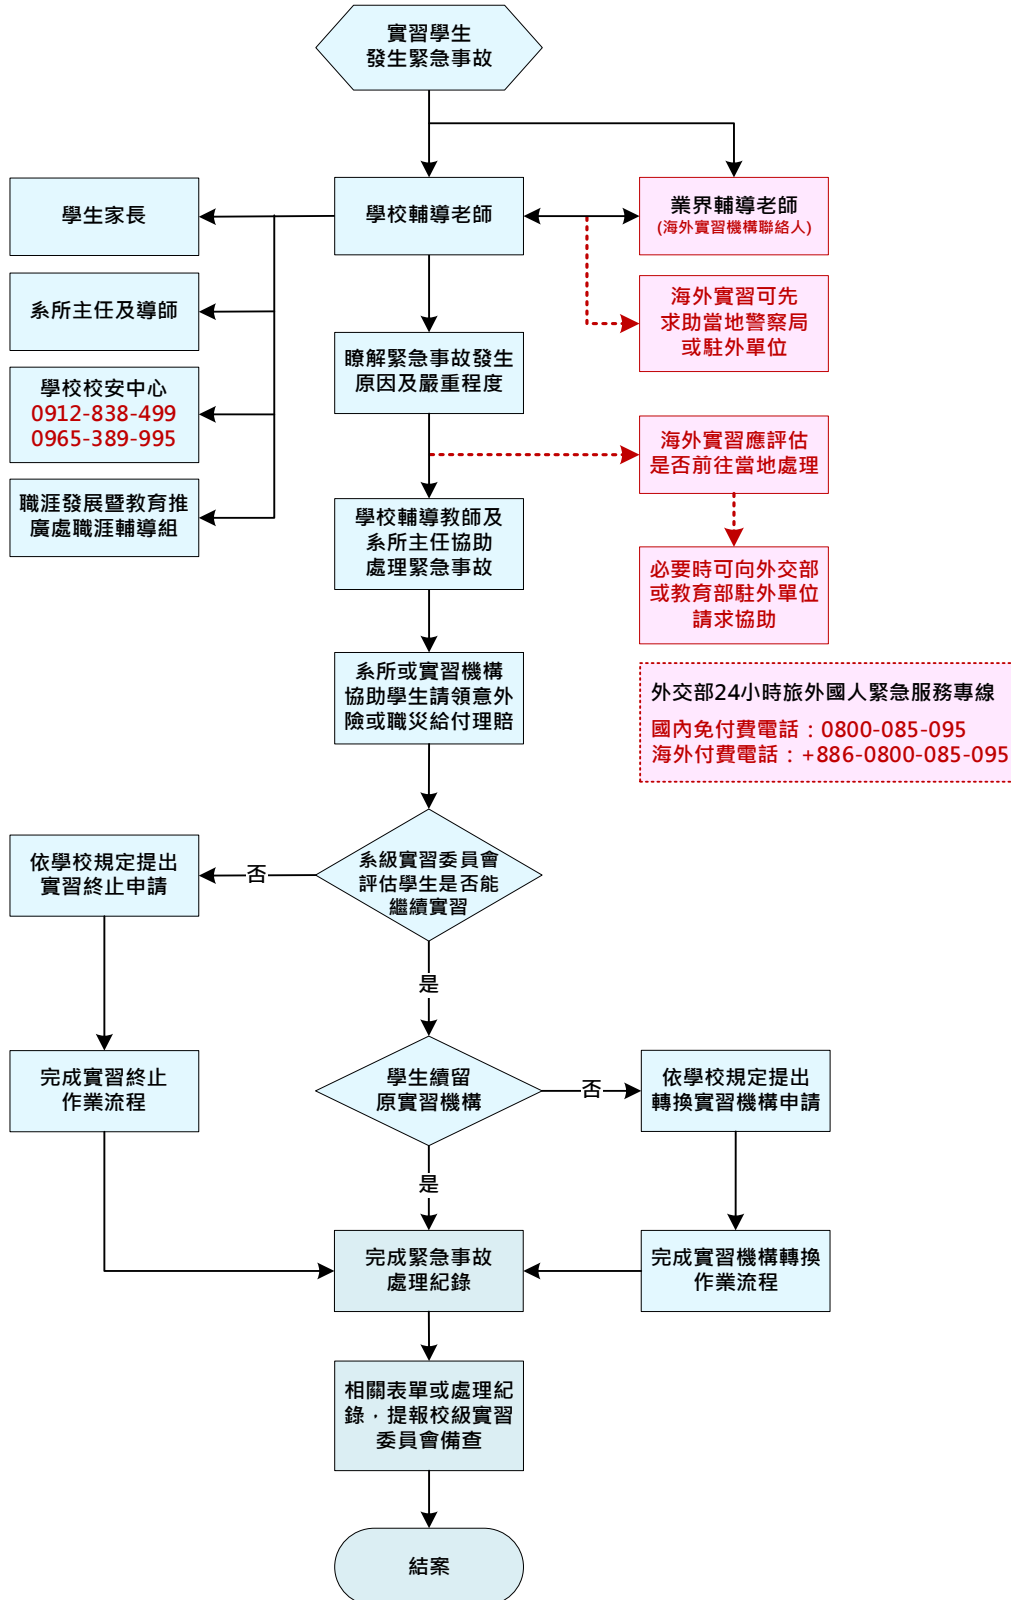 實習學生
發生緊急事故
學生家長
學校輔導老師
業界輔導老師
(海外實習機構聯絡人)
系所主任及導師
海外實習可先
求助當地警察局
或駐外單位
瞭解緊急事故發生
原因及嚴重程度
學校校安中心
0912-838-499
0965-389-995
海外實習應評估
是否前往當地處理
職涯發展暨教育推
廣處職涯輔導組
學校輔導教師及
系所主任協助
處理緊急事故
必要時可向外交部
或教育部駐外單位
請求協助
系所或實習機構
協助學生請領意外
險或職災給付理賠
外交部24小時旅外國人緊急服務專線
國內免付費電話：0800-085-095
海外付費電話：+886-0800-085-095
依學校規定提出
實習終止申請
否
系級實習委員會
評估學生是否能
繼續實習
是
完成實習終止
作業流程
學生續留
原實習機構
否
依學校規定提出
轉換實習機構申請
是
完成緊急事故
處理紀錄
完成實習機構轉換
作業流程
相關表單或處理紀
錄，提報校級實習
委員會備查
結案